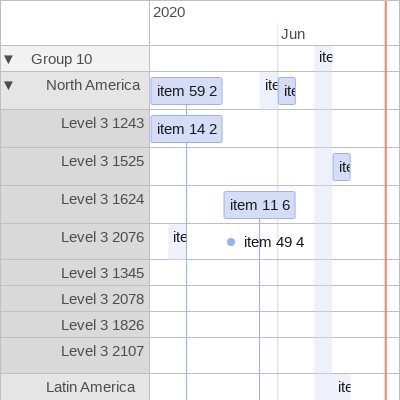 2020
Jun
▼ Group 10 ite
▼ North America item 59 2 ite ite
Level 3 1243 item 14 2
Level 3 1525 ite
Level 3 1624 item 11 6
Level 3 2076 ite item 49 4
Level 3 1345
Level 3 2078
Level 3 1826
Level 3 2107
Latin America ite